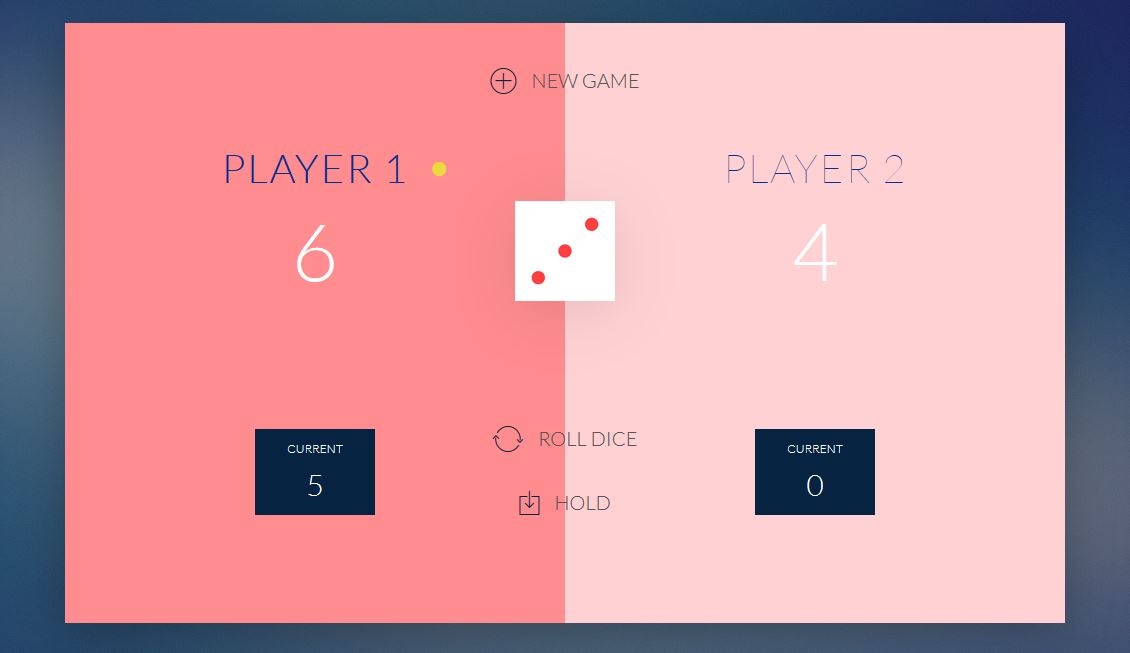 NEW GAME
PLAYER 1
6
PLAYER 2
4
CURRENT
5
ROLL DICE
HOLD
CURRENT
0